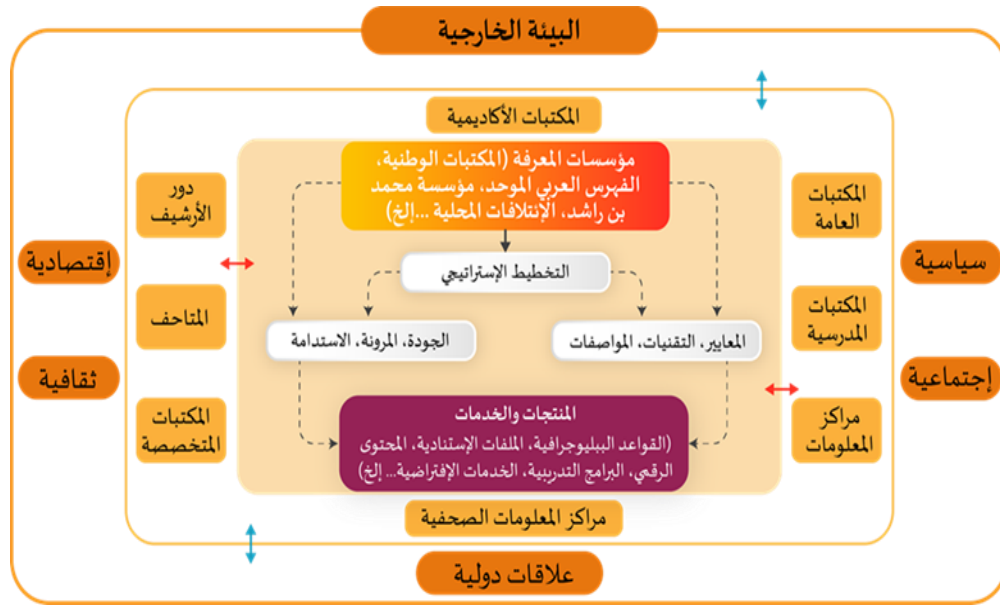 البيئة الخارجية
المكتبات الأكاديمية
مؤسسات المعرفة (المكتبات الوطنية،
الفهرس العربي الموحد، مؤسسة محمد
بن راشد، الإئتلافات المحلية ...إلخ)
المكتبات
العامة
دور
الأرشيف
سياسية
إقتصادية
التخطيط الإستراتيجي
المكتبات
المدرسية
المتاحف
المعايير، التقنيات، المواصفات
الجودة، المرونة، الاستدامة
إجتماعية
ثقافية
مراكز
المعلومات
المكتبات
المتخصصة
المنتجات والخدمات
(القواعد الببليوجرافية، الملفات الإستنادية، المحتوى
الرقمي، البرامج التدريبية، الخدمات الإفتراضية... إلخ)
مراكز المعلومات الصحفية
علاقات دولية